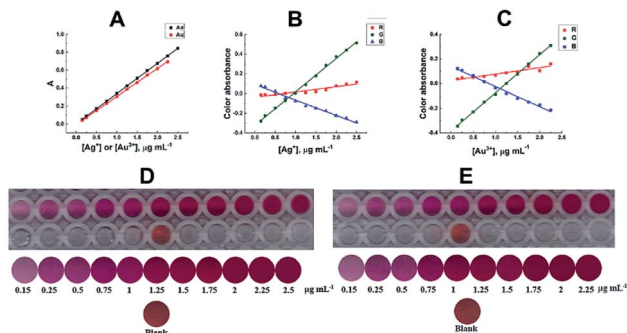 A
B
C
Ag
Au
R
G
B
R
G
B
A
1.0
0.8
0.6
0.4
0.2
0.0
0.0 0.5 1.0 1.5 2.0 2.5 3.0
[Ag⁺] or [Au³⁺], µg mL⁻¹
Color absorbance
0.6
0.4
0.2
0.0
-0.2
-0.4
0.0 0.5 1.0 1.5 2.0 2.5 3.0
[Ag⁺], µg mL⁻¹
Color absorbance
0.4
0.2
0.0
-0.2
-0.4
0.0 0.5 1.0 1.5 2.0 2.5
[Au³⁺], µg mL⁻¹
D
E
0.15 0.25 0.5 0.75 1 1.25 1.5 1.75 2 2.25 2.5 µg mL⁻¹
Blank
0.15 0.25 0.5 0.75 1 1.25 1.5 1.75 2 2.25 µg mL⁻¹
Blank